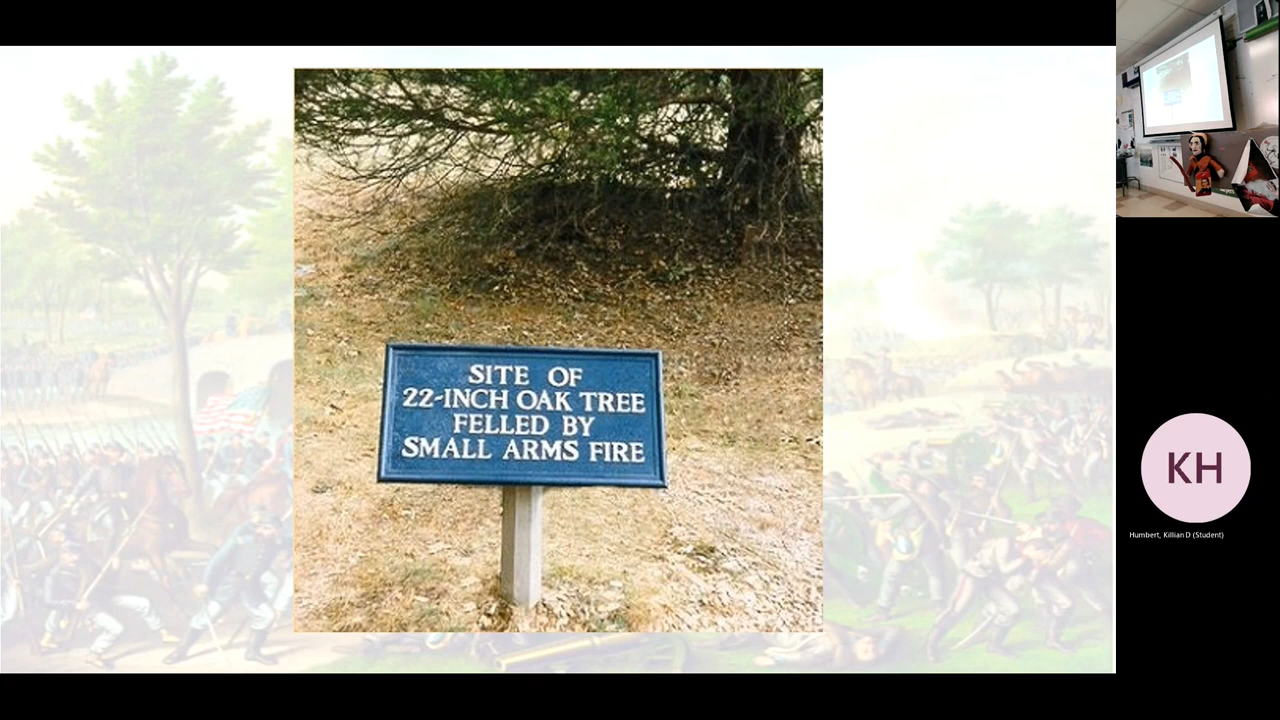 SITE OF
22-INCH OAK TREE
FELLED BY
SMALL ARMS FIRE
KH
Humbert, Killian D (Student)